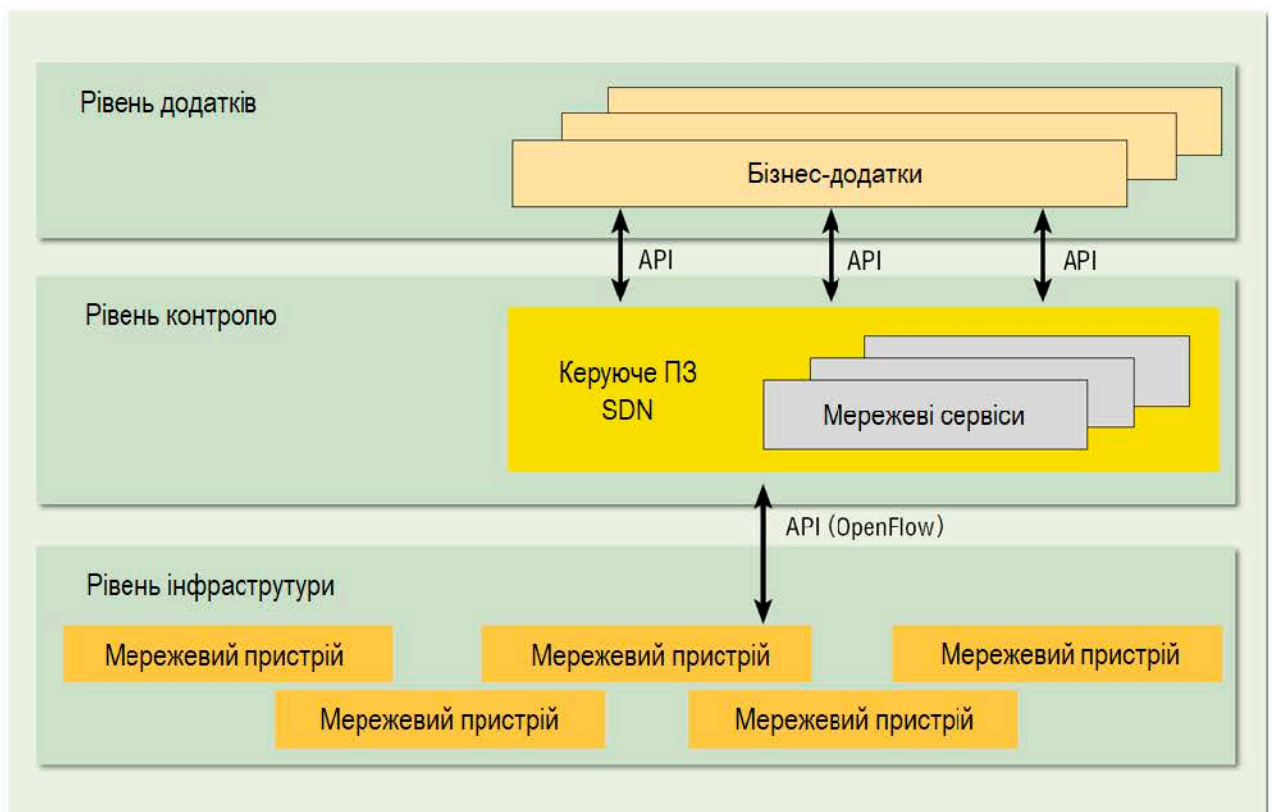 Рівень додатків
Бізнес-додатки
API
API
API
Рівень контролю
Керуюче ПЗ
SDN
Мережеві сервіси
API (OpenFlow)
Рівень інфраструтури
Мережевий пристрій
Мережевий пристрій
Мережевий пристрій
Мережевий пристрій
Мережевий пристрій